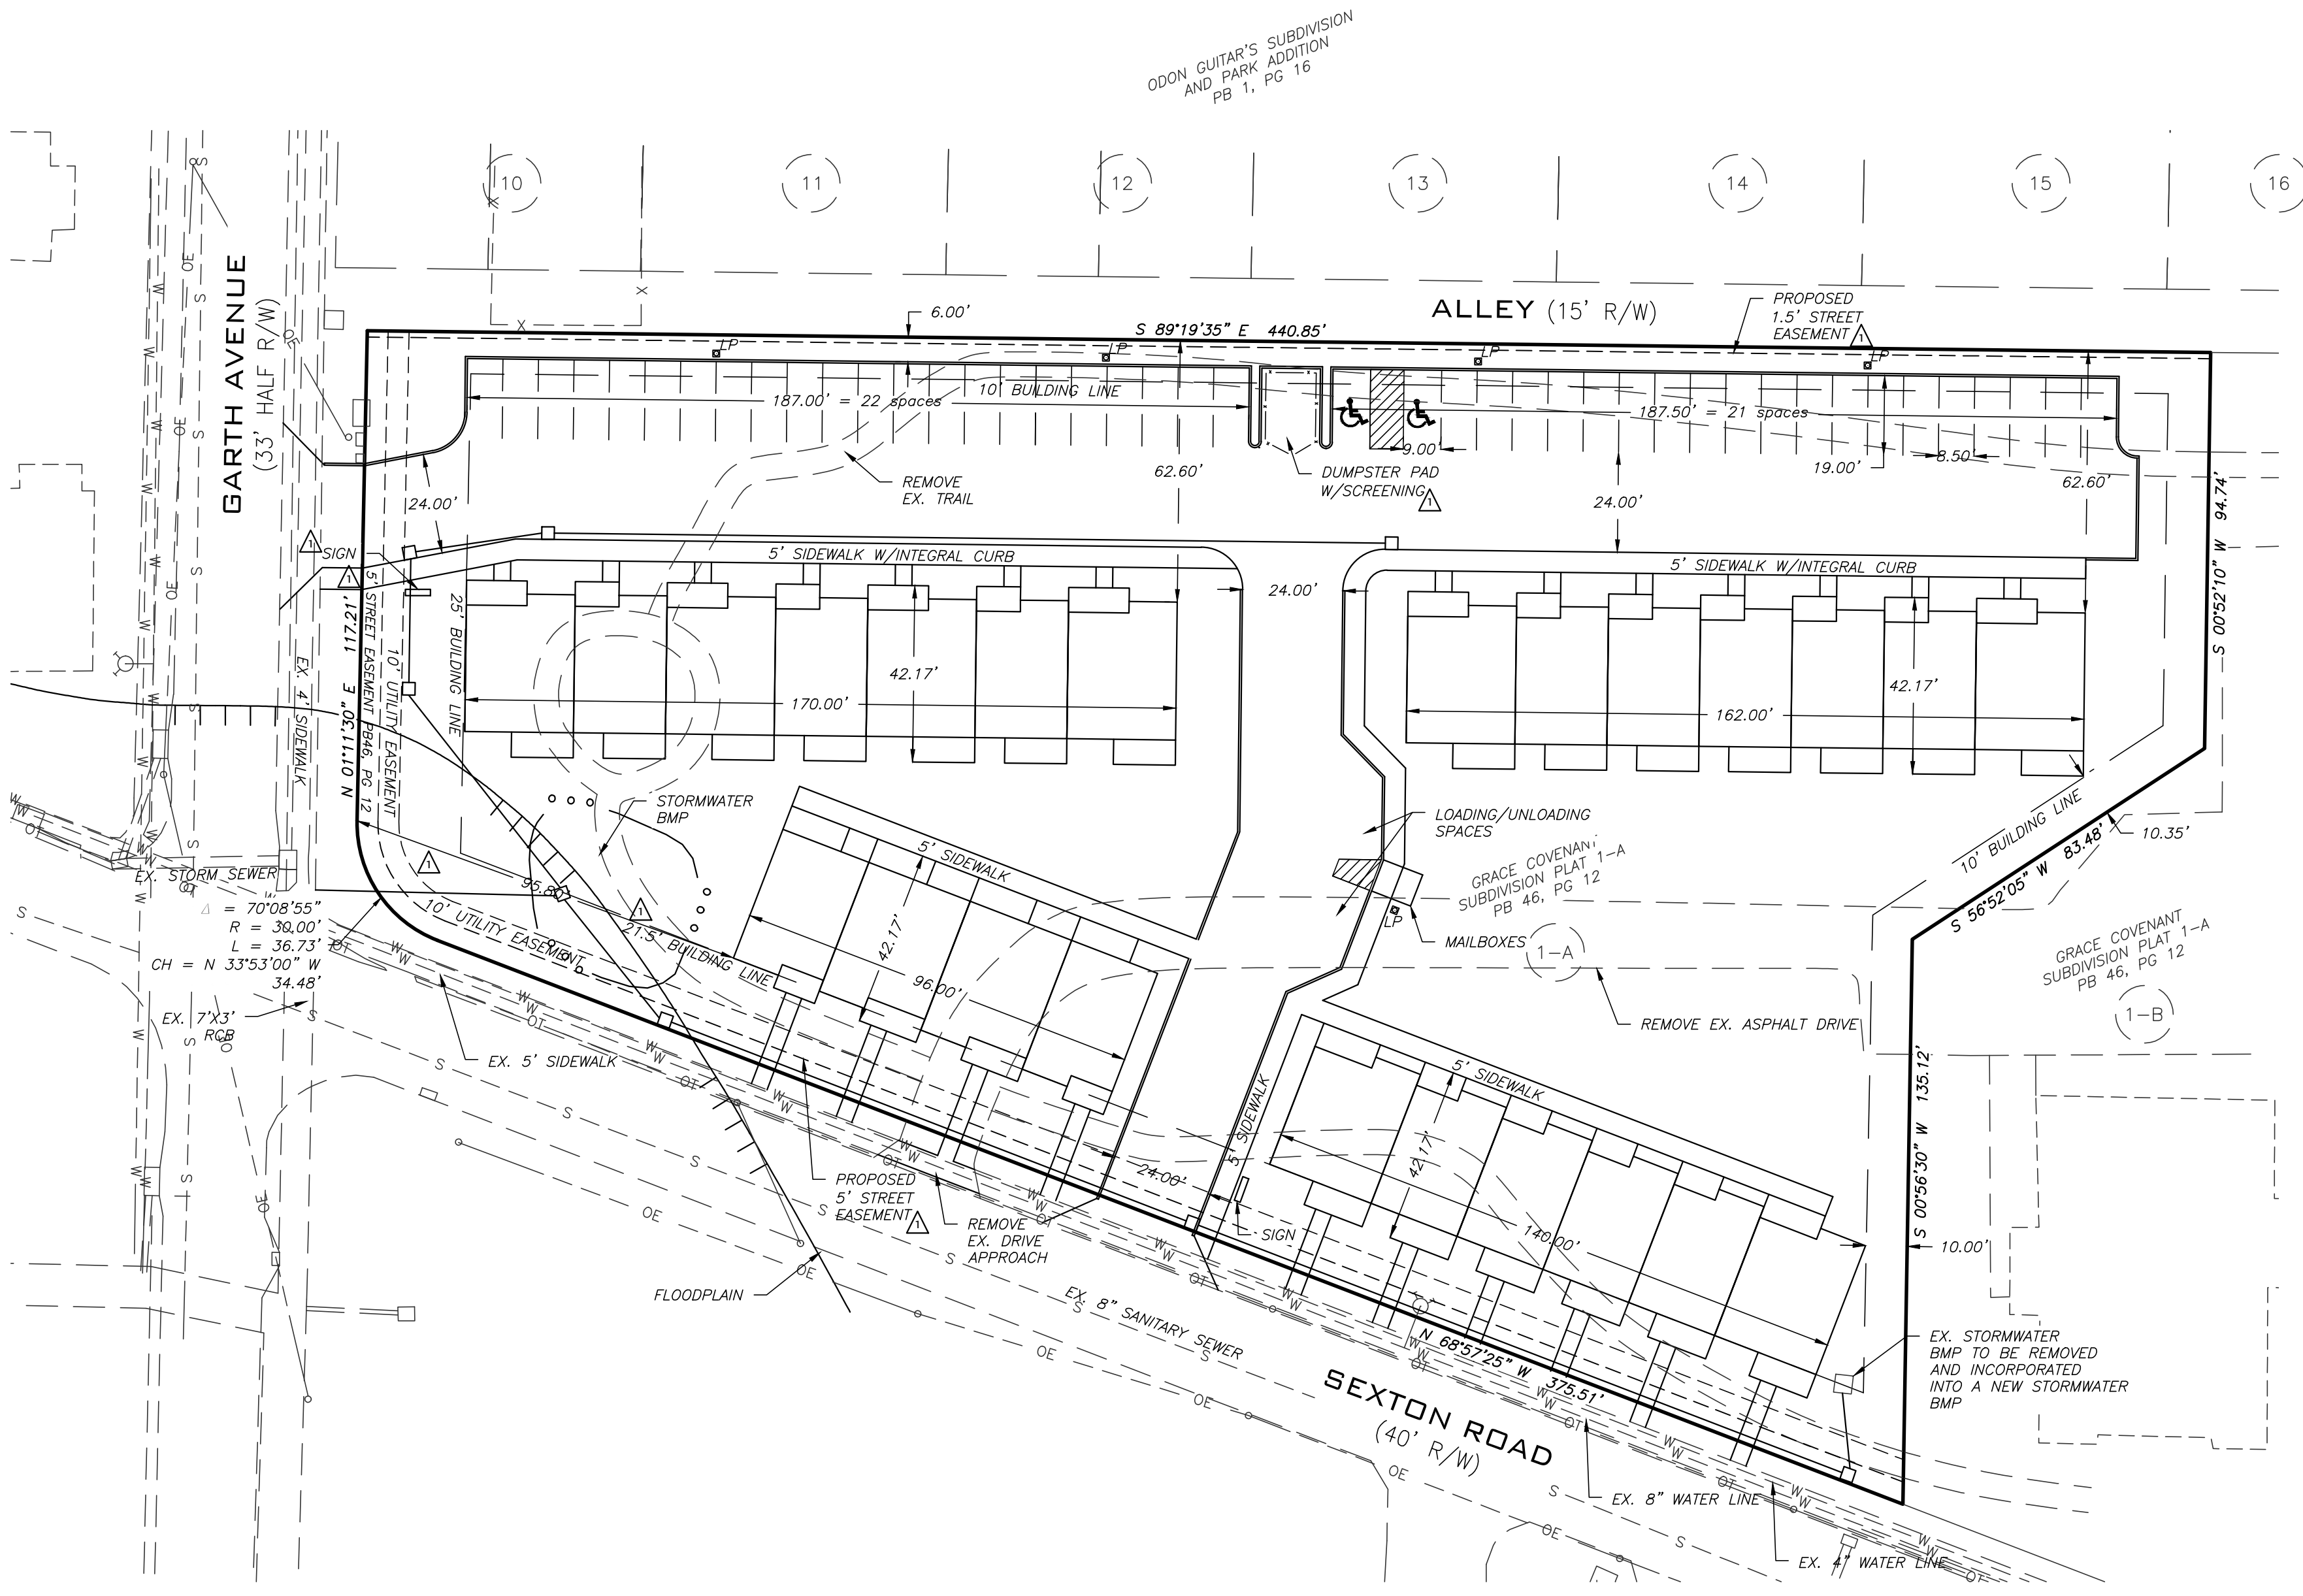 ODON GUITAR'S SUBDIVISION
AND PARK ADDITION
PB 1, PG 16
10
11
12
13
14
15
16
GARTH AVENUE
(33' HALF R/W)
ALLEY (15' R/W)
PROPOSED
1.5' STREET
EASEMENT
1
6.00'
S 89°19'35" E 440.85'
LP
LP
LP
LP
10' BUILDING LINE
187.00' = 22 spaces
187.50' = 21 spaces
9.00'
19.00'
8.50'
62.60'
62.60'
24.00'
24.00'
REMOVE
EX. TRAIL
DUMPSTER PAD
W/SCREENING
1
S 00°52'10" W 94.74'
1
SIGN
1
5' SIDEWALK W/INTEGRAL CURB
5' SIDEWALK W/INTEGRAL CURB
24.00'
N 01°11'30" E 117.21'
5' STREET EASEMENT PB46, PG 12
10' UTILITY EASEMENT
25' BUILDING LINE
EX. 4' SIDEWALK
42.17'
170.00'
42.17'
162.00'
STORMWATER
BMP
LOADING/UNLOADING
SPACES
GRACE COVENANT
SUBDIVISION PLAT 1-A
PB 46, PG 12
1-A
10' BUILDING LINE
10.35'
S 56°52'05" W 83.48'
GRACE COVENANT
SUBDIVISION PLAT 1-A
PB 46, PG 12
1-B
EX. STORM SEWER
Δ = 70°08'55"
R = 30.00'
L = 36.73'
CH = N 33°53'00" W
34.48'
EX. 7'X3'
RCB
1
95.80'
1
10' UTILITY EASEMENT
21.5' BUILDING LINE
5' SIDEWALK
42.17'
96.00'
LP
MAILBOXES
REMOVE EX. ASPHALT DRIVE
EX. 5' SIDEWALK
5' SIDEWALK
5' SIDEWALK
42.17'
140.00'
24.00'
SIGN
S 00°56'30" W 135.12'
10.00'
PROPOSED
5' STREET
EASEMENT
1
REMOVE
EX. DRIVE
APPROACH
FLOODPLAIN
EX. 8" SANITARY SEWER
N 68°57'25" W 375.51'
SEXTON ROAD
(40' R/W)
EX. STORMWATER
BMP TO BE REMOVED
AND INCORPORATED
INTO A NEW STORMWATER
BMP
EX. 8" WATER LINE
EX. 4" WATER LINE